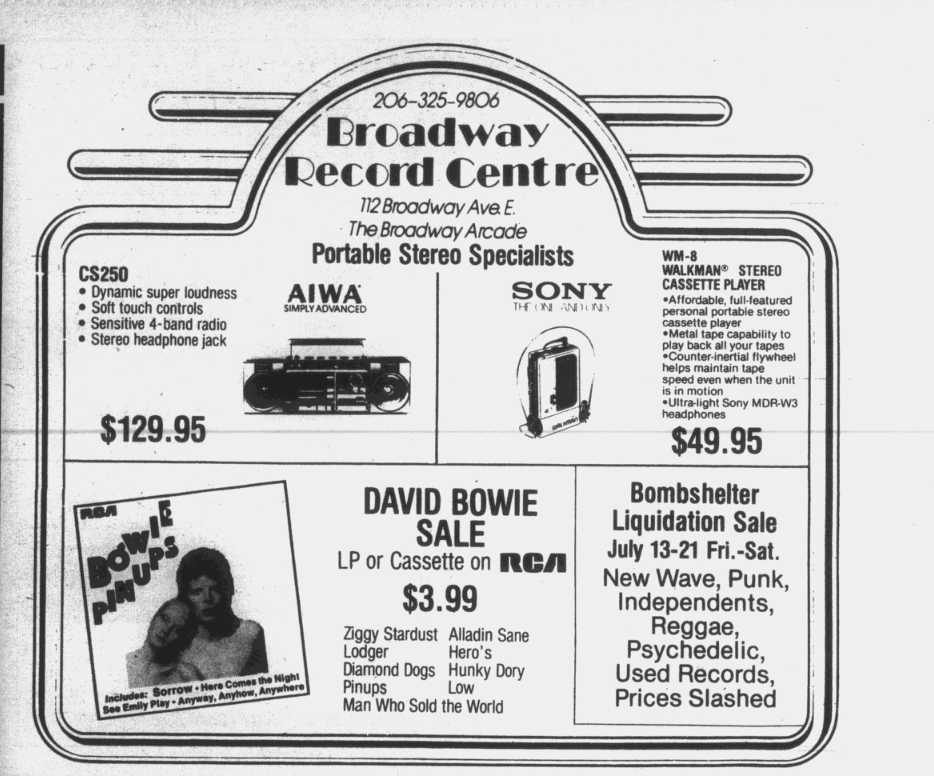 206-325-9806
Broadway
Record Centre
112 Broadway Ave. E.
The Broadway Arcade
Portable Stereo Specialists
CS250
• Dynamic super loudness
• Soft touch controls
• Sensitive 4-band radio
• Stereo headphone jack
$129.95
AIWA
SIMPLY ADVANCED
SONY
THE ONE AND ONLY
WALKMAN
WM-8
WALKMAN® STEREO
CASSETTE PLAYER
•Affordable, full-featured
personal portable stereo
cassette player
•Metal tape capability to
play back all your tapes
•Counter-inertial flywheel
helps maintain tape
speed even when the unit
is in motion
•Ultra-light Sony MDR-W3
headphones
$49.95
RCA
BOWIE
PINUPS
Includes: Sorrow • Here Comes the Night
See Emily Play • Anyway, Anyhow, Anywhere
DAVID BOWIE
SALE
LP or Cassette on RCA
$3.99
Ziggy Stardust Alladin Sane
Lodger Hero's
Diamond Dogs Hunky Dory
Pinups Low
Man Who Sold the World
Bombshelter
Liquidation Sale
July 13-21 Fri.-Sat.
New Wave, Punk,
Independents,
Reggae,
Psychedelic,
Used Records,
Prices Slashed